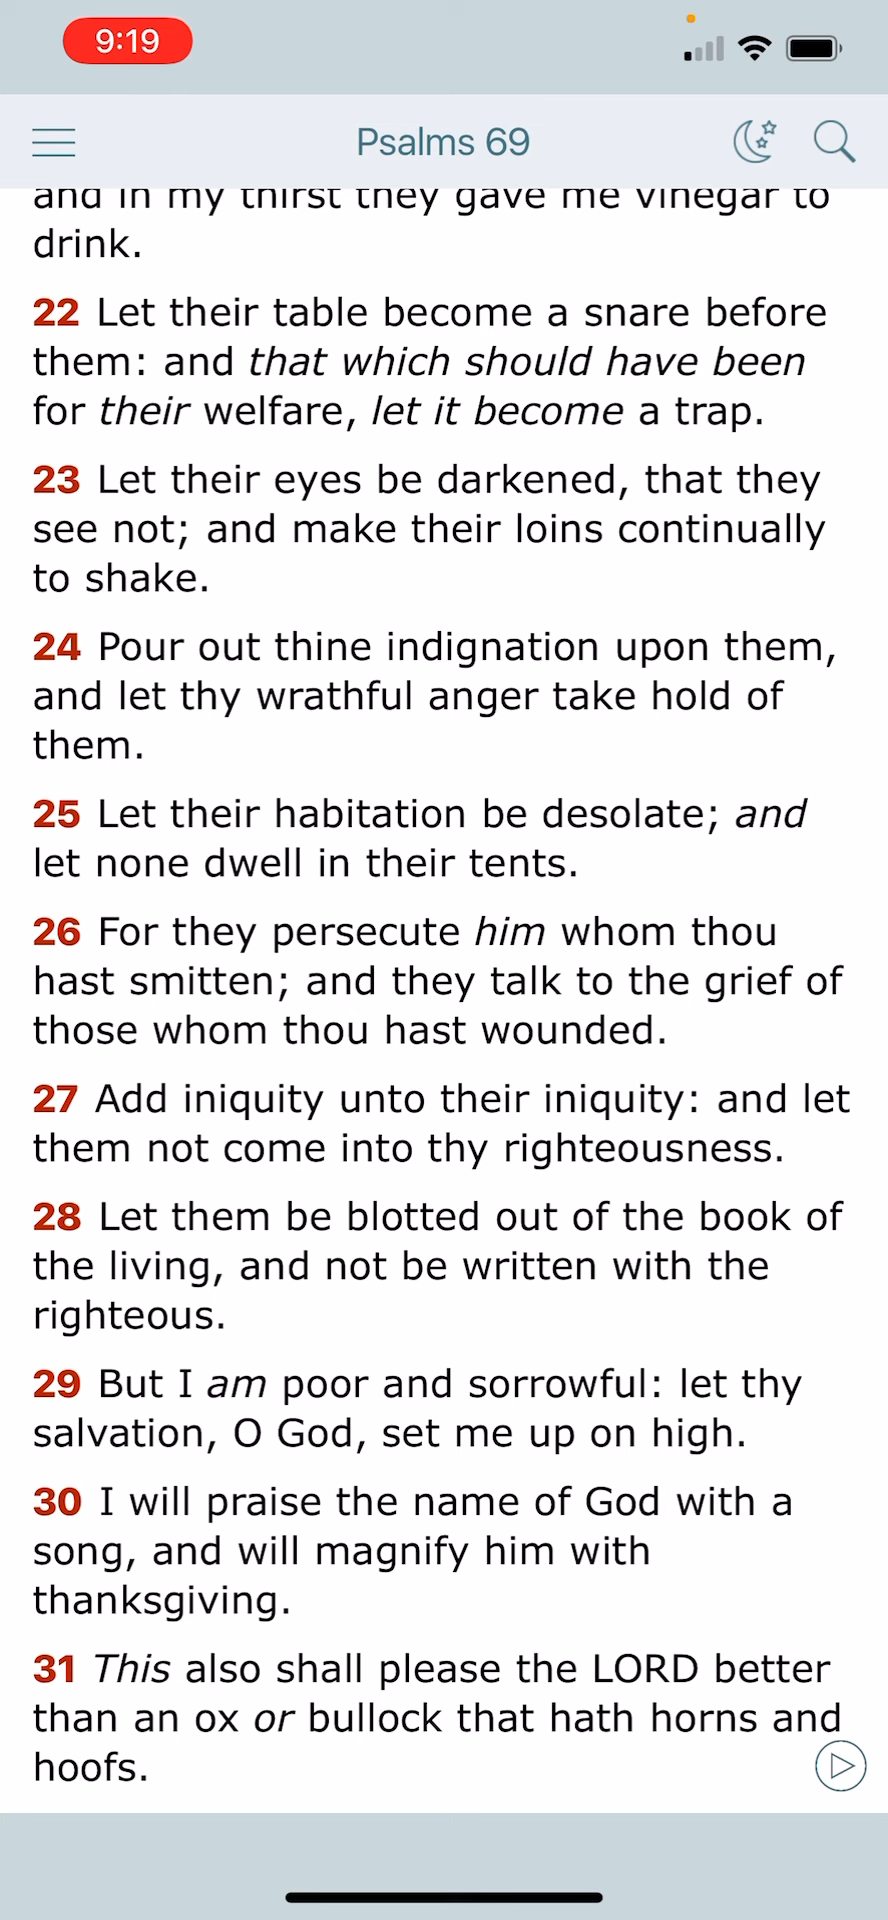 9:19
Psalms 69
and in my thirst they gave me vinegar to
drink.
22 Let their table become a snare before
them: and that which should have been
for their welfare, let it become a trap.
23 Let their eyes be darkened, that they
see not; and make their loins continually
to shake.
24 Pour out thine indignation upon them,
and let thy wrathful anger take hold of
them.
25 Let their habitation be desolate; and
let none dwell in their tents.
26 For they persecute him whom thou
hast smitten; and they talk to the grief of
those whom thou hast wounded.
27 Add iniquity unto their iniquity: and let
them not come into thy righteousness.
28 Let them be blotted out of the book of
the living, and not be written with the
righteous.
29 But I am poor and sorrowful: let thy
salvation, O God, set me up on high.
30 I will praise the name of God with a
song, and will magnify him with
thanksgiving.
31 This also shall please the LORD better
than an ox or bullock that hath horns and
hoofs.